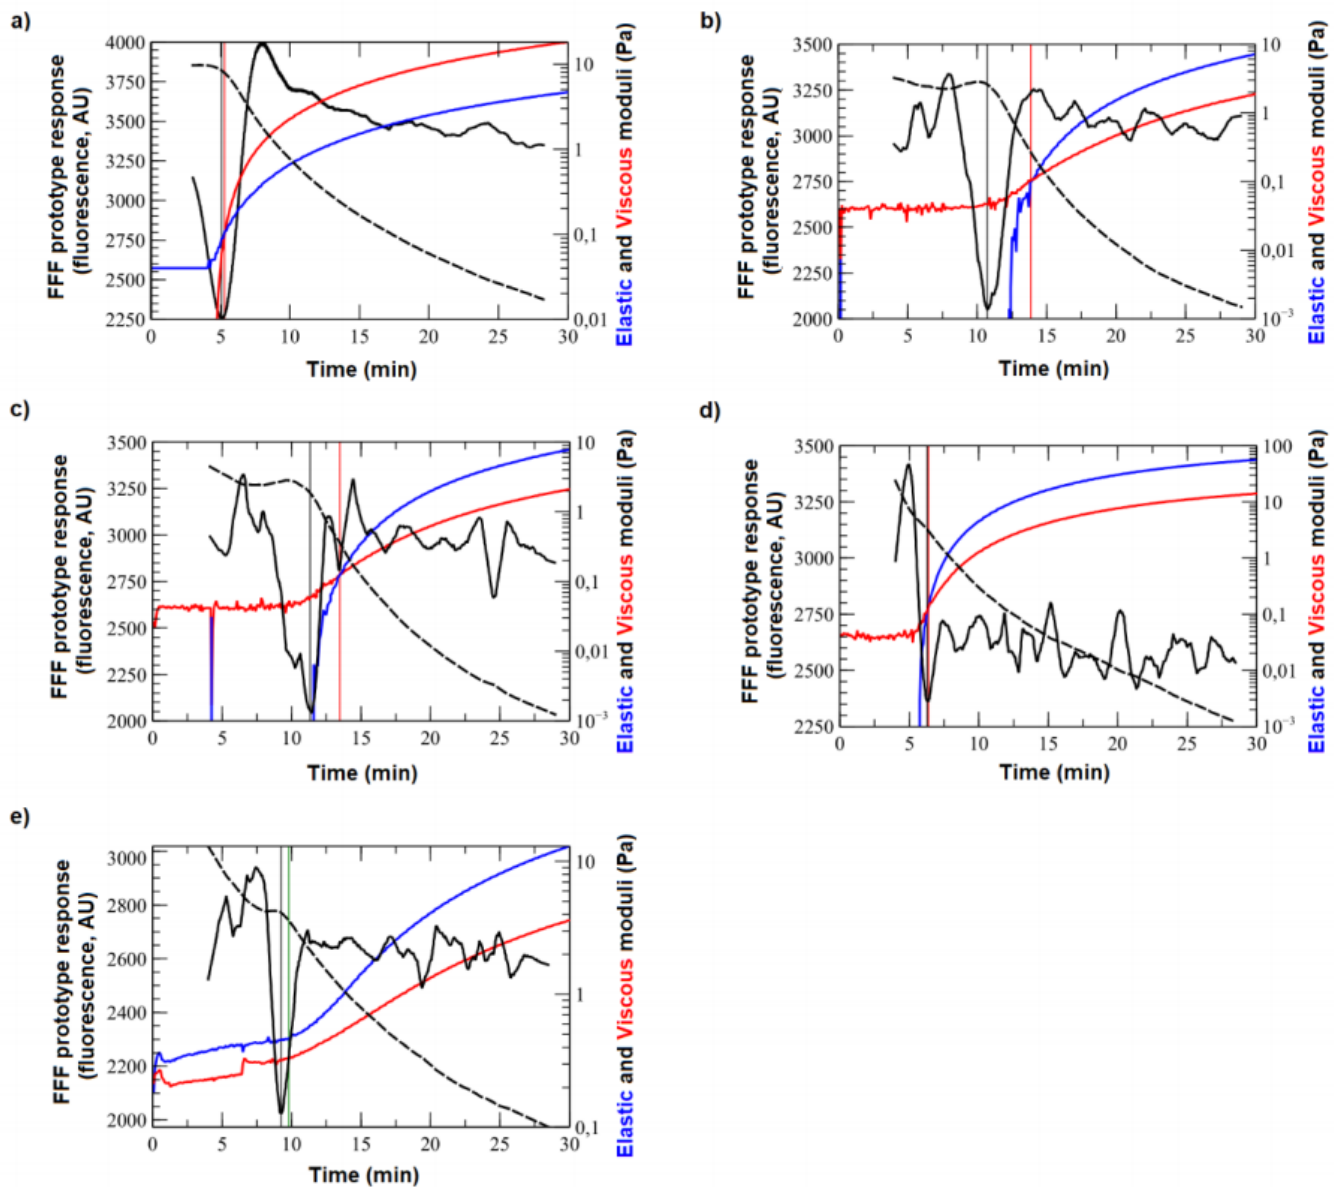 a)
4000
3750
3500
3250
3000
2750
2500
2250
10
1
0,1
0,01
0 5 10 15 20 25 30
Time (min)
FFF prototype response
(fluorescence, AU)
Elastic and Viscous moduli (Pa)
b)
3500
3250
3000
2750
2500
2250
2000
10
1
0,1
0,01
10⁻³
0 5 10 15 20 25 30
Time (min)
FFF prototype response
(fluorescence, AU)
Elastic and Viscous moduli (Pa)
c)
3500
3250
3000
2750
2500
2250
2000
10
1
0,1
0,01
10⁻³
0 5 10 15 20 25 30
Time (min)
FFF prototype response
(fluorescence, AU)
Elastic and Viscous moduli (Pa)
d)
3500
3250
3000
2750
2500
2250
100
10
1
0,1
0,01
10⁻³
0 5 10 15 20 25 30
Time (min)
FFF prototype response
(fluorescence, AU)
Elastic and Viscous moduli (Pa)
e)
3000
2800
2600
2400
2200
2000
10
1
0,1
0 5 10 15 20 25 30
Time (min)
FFF prototype response
(fluorescence, AU)
Elastic and Viscous moduli (Pa)